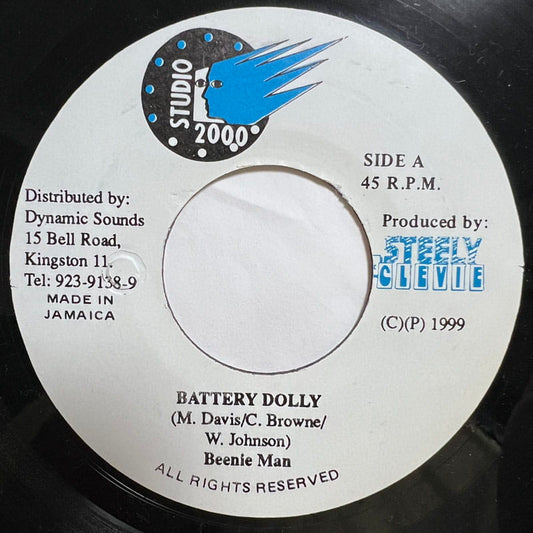 STUDIO
2000
SIDE A
45 R.P.M.
Distributed by:
Dynamic Sounds
15 Bell Road,
Kingston 11.
Tel: 923-9138-9
MADE IN
JAMAICA
Produced by:
STEELY
CLEVIE
(C)(P) 1999
BATTERY DOLLY
(M. Davis/C. Browne/
W. Johnson)
Beenie Man
ALL RIGHTS RESERVED